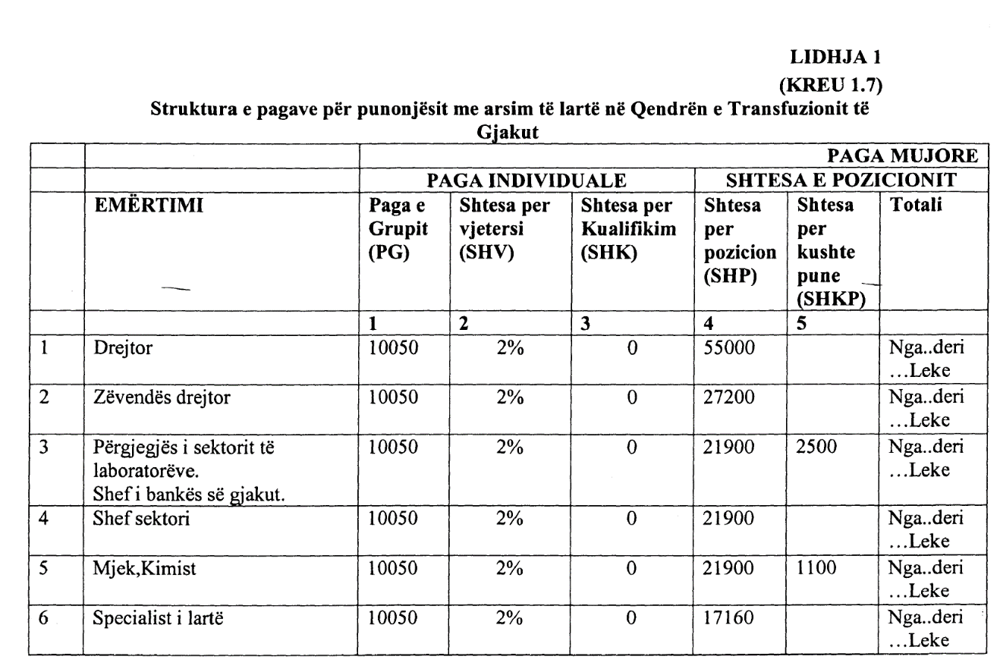 LIDHJA 1
(KREU 1.7)
Struktura e pagave për punonjësit me arsim të lartë në Qendrën e Transfuzionit të
Gjakut
PAGA MUJORE
PAGA INDIVIDUALE SHTESA E POZICIONIT
EMËRTIMI Paga e Shtesa per Shtesa per Shtesa Shtesa Totali
Grupit vjetersi Kualifikim per per
(PG) (SHV) (SHK) pozicion kushte
(SHP) pune
(SHKP)
1 2 3 4 5
1 Drejtor 10050 2% 0 55000 Nga..deri
...Leke
2 Zëvendës drejtor 10050 2% 0 27200 Nga..deri
...Leke
3 Përgjegjës i sektorit të 10050 2% 0 21900 2500 Nga..deri
laboratorëve. ...Leke
Shef i bankës së gjakut.
4 Shef sektori 10050 2% 0 21900 Nga..deri
...Leke
5 Mjek,Kimist 10050 2% 0 21900 1100 Nga..deri
...Leke
6 Specialist i lartë 10050 2% 0 17160 Nga..deri
...Leke